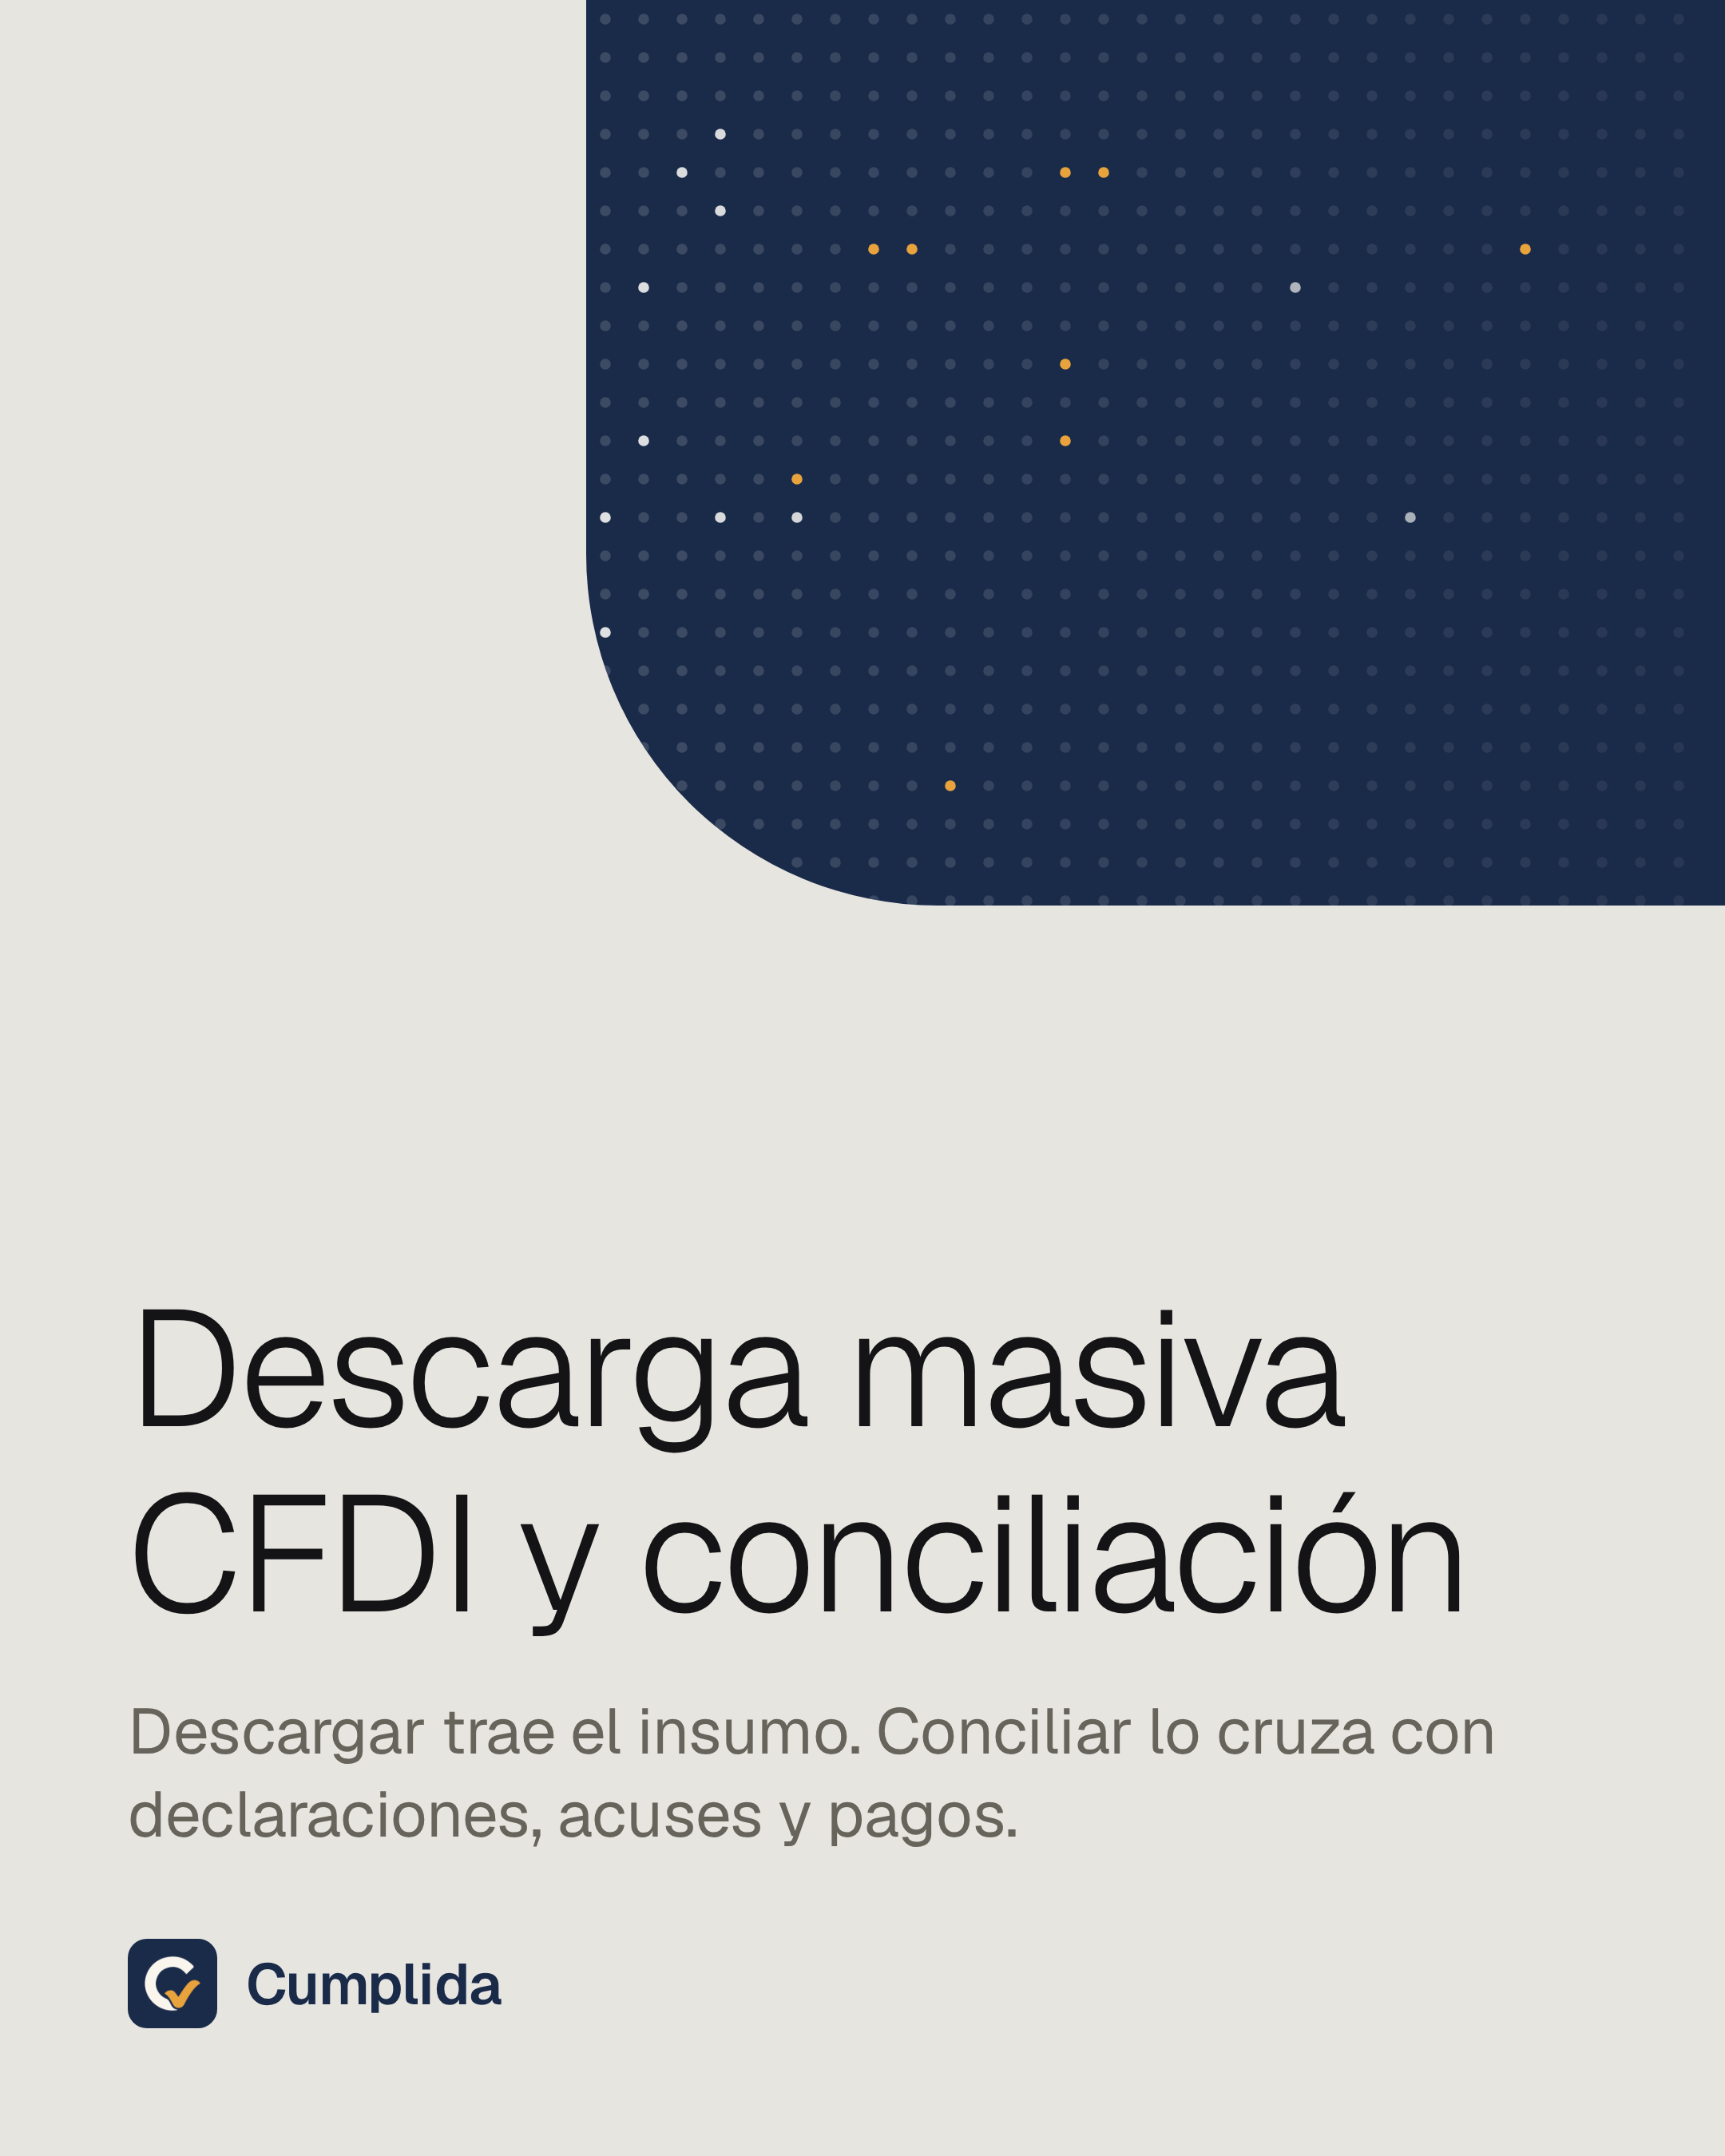 Descarga masiva
CFDI y conciliación
Descargar trae el insumo. Conciliar lo cruza con
declaraciones, acuses y pagos.
Cumplida